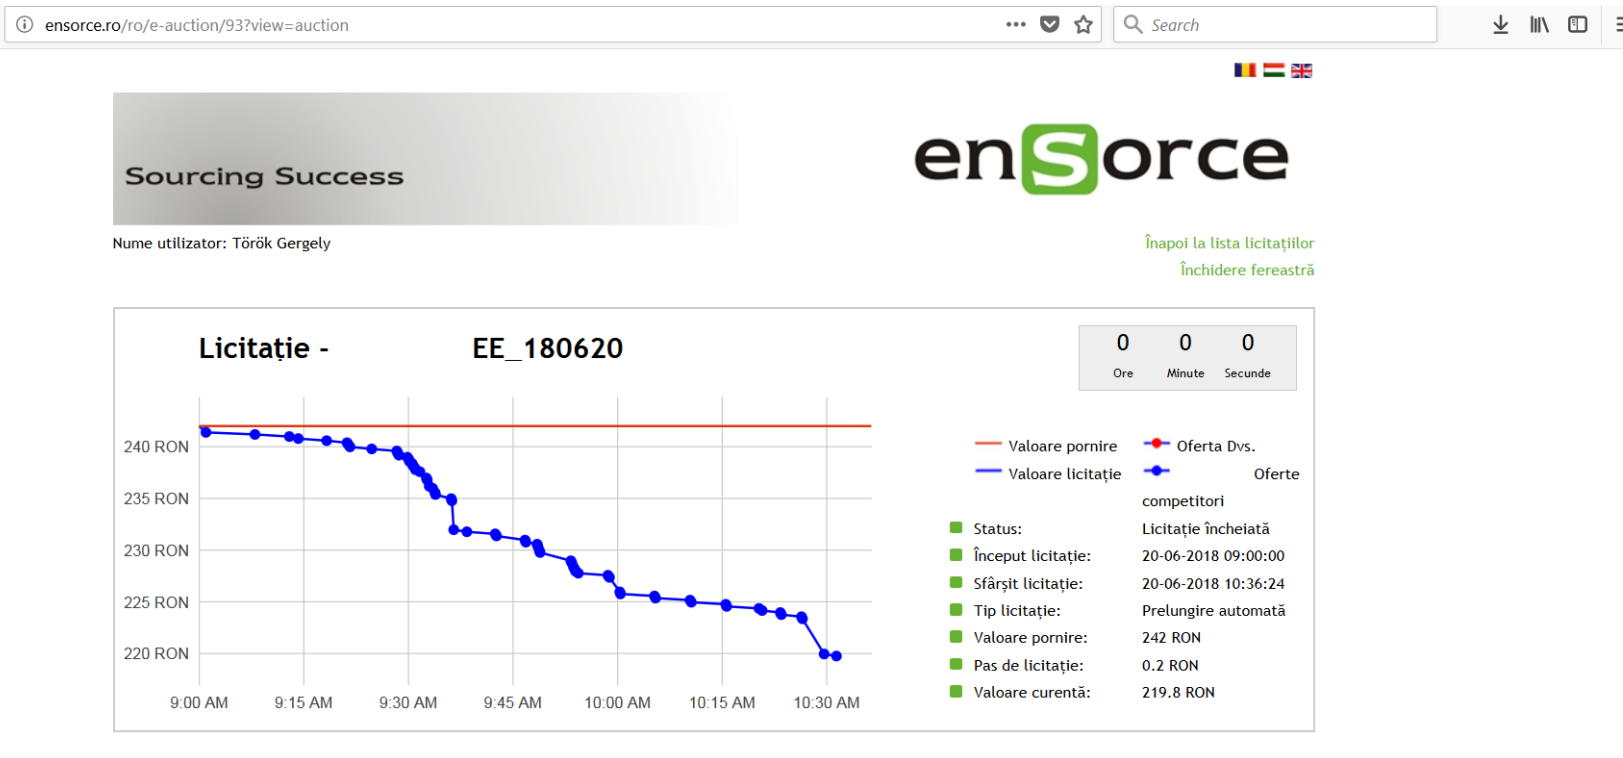 ensorce.ro/ro/e-auction/93?view=auction
Search
Sourcing Success
enSorce
Nume utilizator: Török Gergely
Înapoi la lista licitațiilor
Închidere fereastră
Licitație - EE_180620
0 0 0
Ore Minute Secunde
240 RON
235 RON
230 RON
225 RON
220 RON
9:00 AM 9:15 AM 9:30 AM 9:45 AM 10:00 AM 10:15 AM 10:30 AM
Valoare pornire Oferta Dvs.
Valoare licitație Oferte
competitori
Status: Licitație încheiată
Început licitație: 20-06-2018 09:00:00
Sfârșit licitație: 20-06-2018 10:36:24
Tip licitație: Prelungire automată
Valoare pornire: 242 RON
Pas de licitație: 0.2 RON
Valoare curentă: 219.8 RON